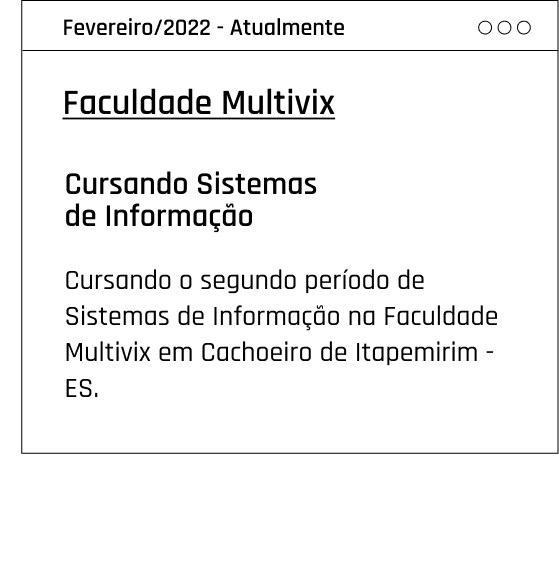 Fevereiro/2022 - Atualmente
Faculdade Multivix
Cursando Sistemas
de Informação
Cursando o segundo período de
Sistemas de Informação na Faculdade
Multivix em Cachoeiro de Itapemirim -
ES.